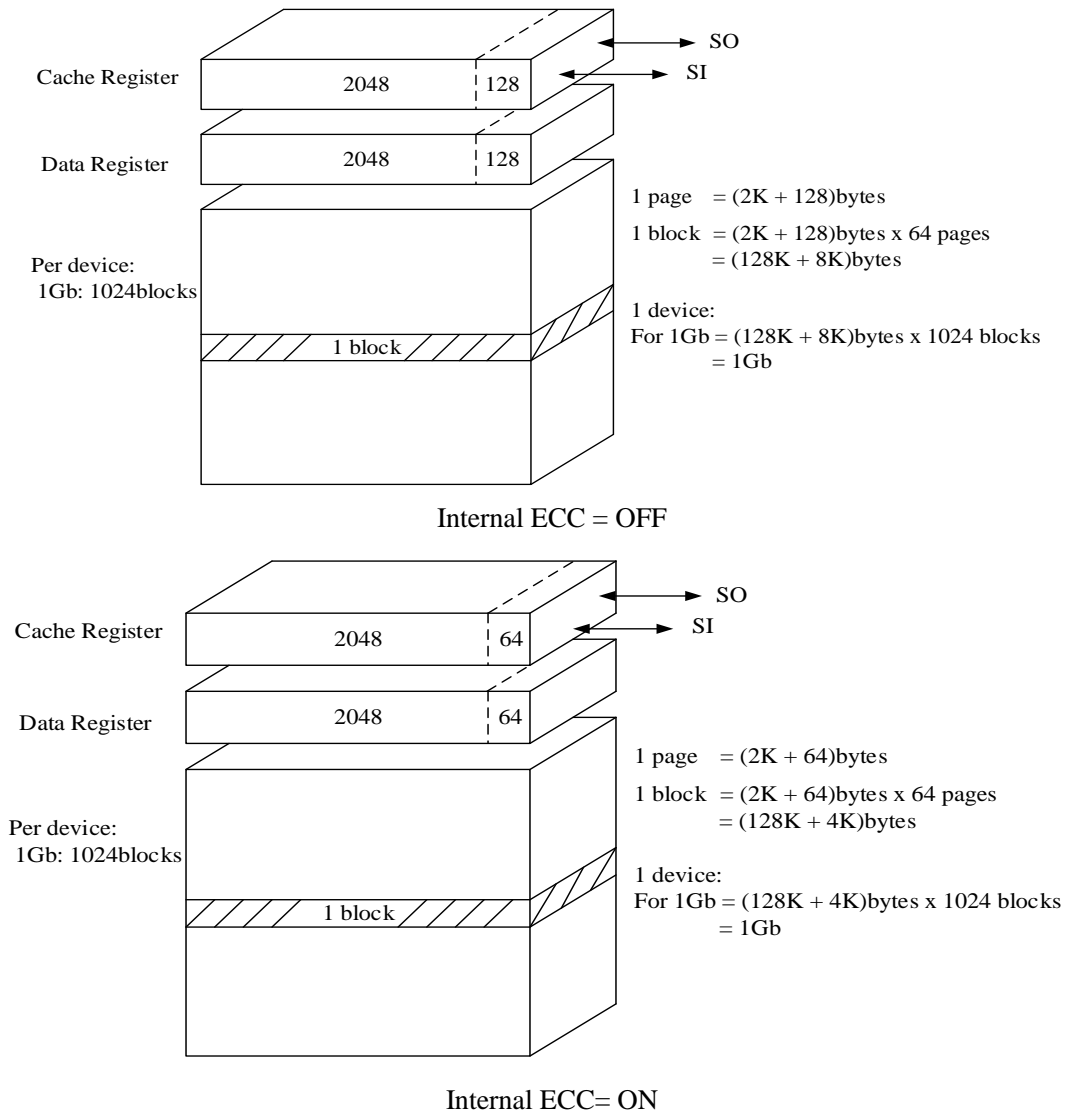 SO
SI
Cache Register
2048
128
Data Register
2048
128
1 page = (2K + 128)bytes
1 block = (2K + 128)bytes x 64 pages
= (128K + 8K)bytes
Per device:
1Gb: 1024blocks
1 device:
For 1Gb = (128K + 8K)bytes x 1024 blocks
= 1Gb
1 block
Internal ECC = OFF
SO
SI
Cache Register
2048
64
Data Register
2048
64
1 page = (2K + 64)bytes
1 block = (2K + 64)bytes x 64 pages
= (128K + 4K)bytes
Per device:
1Gb: 1024blocks
1 device:
For 1Gb = (128K + 4K)bytes x 1024 blocks
= 1Gb
1 block
Internal ECC= ON